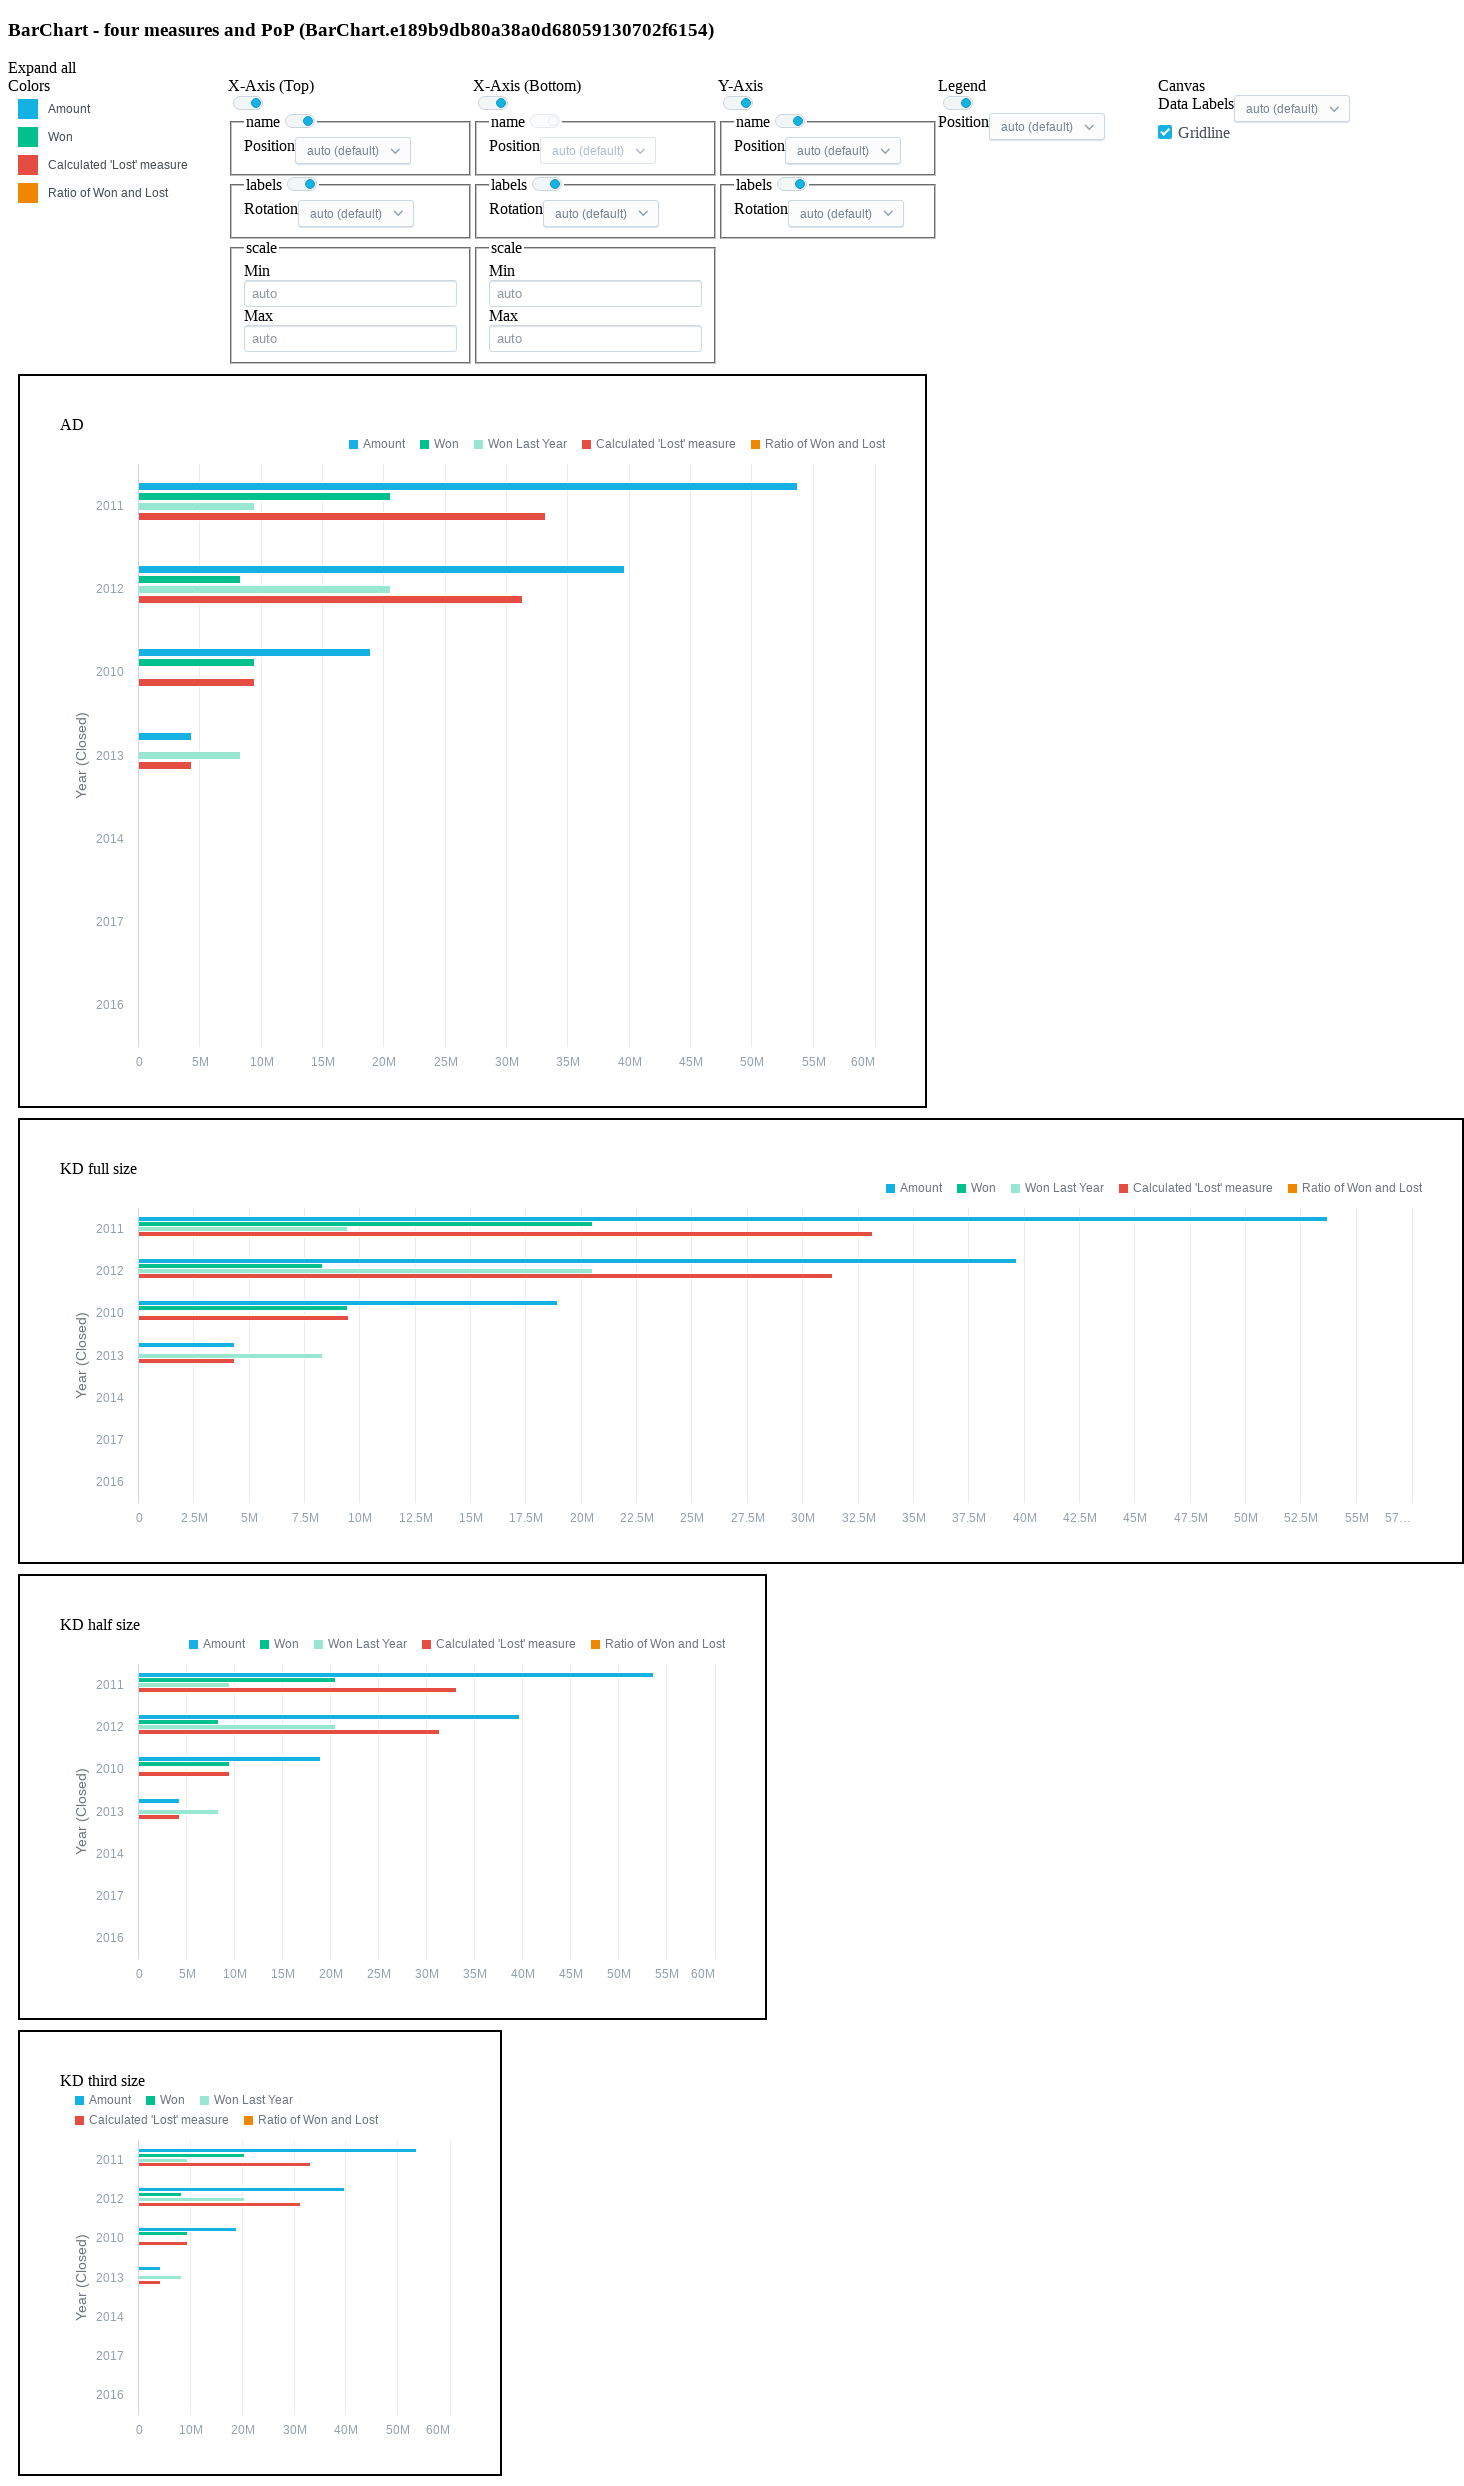 BarChart - four measures and PoP (BarChart.e189b9db80a38a0d68059130702f6154)
Expand all
Colors
Amount
Won
Calculated 'Lost' measure
Ratio of Won and Lost
X-Axis (Top)
name
Position auto (default)
labels
Rotation auto (default)
scale
Min
auto
Max
auto
X-Axis (Bottom)
name
Position auto (default)
labels
Rotation auto (default)
scale
Min
auto
Max
auto
Y-Axis
name
Position auto (default)
labels
Rotation auto (default)
Legend
Position auto (default)
Canvas
Data Labels auto (default)
Gridline
AD
Amount Won Won Last Year Calculated 'Lost' measure Ratio of Won and Lost
Year (Closed)
2011
2012
2010
2013
2014
2017
2016
0 5M 10M 15M 20M 25M 30M 35M 40M 45M 50M 55M 60M
KD full size
Amount Won Won Last Year Calculated 'Lost' measure Ratio of Won and Lost
Year (Closed)
2011
2012
2010
2013
2014
2017
2016
0 2.5M 5M 7.5M 10M 12.5M 15M 17.5M 20M 22.5M 25M 27.5M 30M 32.5M 35M 37.5M 40M 42.5M 45M 47.5M 50M 52.5M 55M 57…
KD half size
Amount Won Won Last Year Calculated 'Lost' measure Ratio of Won and Lost
Year (Closed)
2011
2012
2010
2013
2014
2017
2016
0 5M 10M 15M 20M 25M 30M 35M 40M 45M 50M 55M 60M
KD third size
Amount Won Won Last Year
Calculated 'Lost' measure Ratio of Won and Lost
Year (Closed)
2011
2012
2010
2013
2014
2017
2016
0 10M 20M 30M 40M 50M 60M